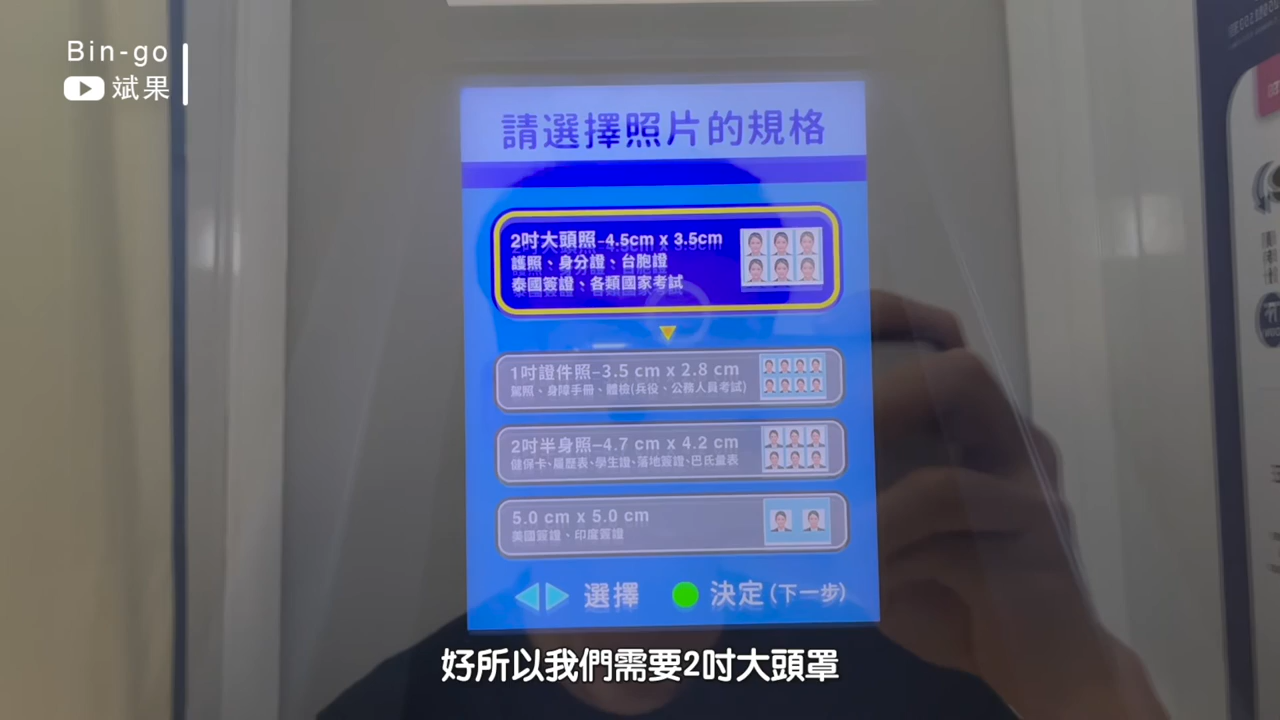 Bin-go
斌果
請選擇照片的規格
2吋大頭照-4.5cm x 3.5cm
護照、身分證、台胞證
泰國簽證、各類國家考試
1吋證件照-3.5 cm x 2.8 cm
駕照、身障手冊、體檢(兵役、公務人員考試)
2吋半身照-4.7 cm x 4.2 cm
健保卡、履歷表、學生證、落地簽證、巴氏量表
5.0 cm x 5.0 cm
美國簽證、印度簽證
選擇 決定(下一步)
好所以我們需要2吋大頭罩